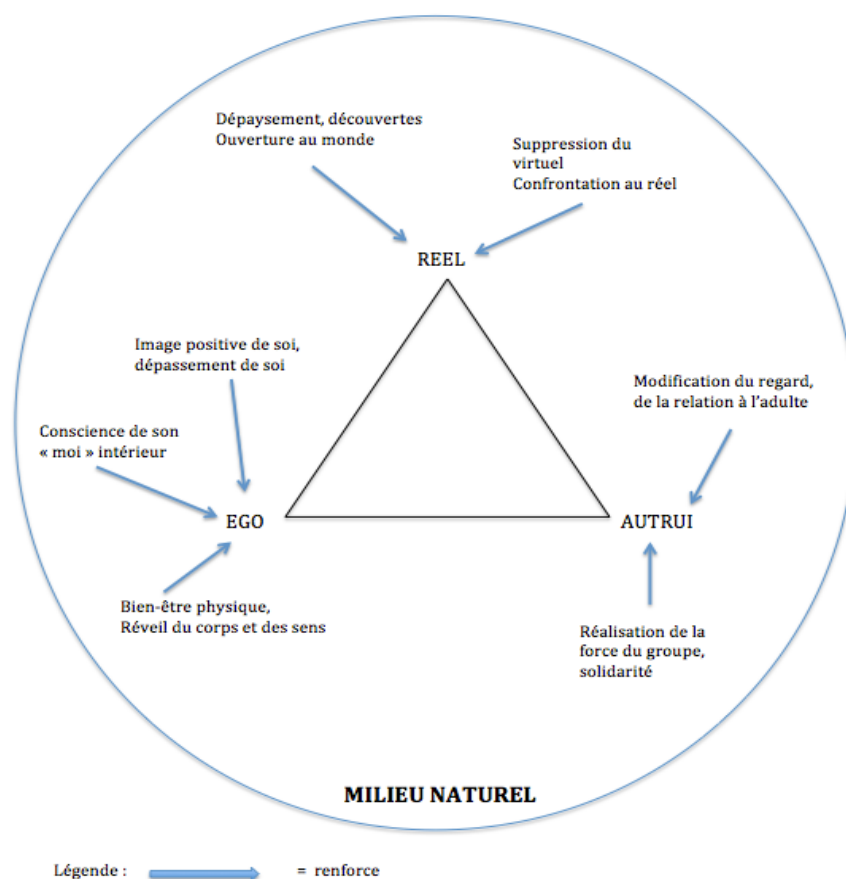 Dépaysement, découvertes
Ouverture au monde
Suppression du
virtuel
Confrontation au réel
REEL
Image positive de soi,
dépassement de soi
Modification du regard,
de la relation à l'adulte
Conscience de son
« moi » intérieur
EGO
AUTRUI
Bien-être physique,
Réveil du corps et des sens
Réalisation de la
force du groupe,
solidarité
MILIEU NATUREL
Légende : = renforce